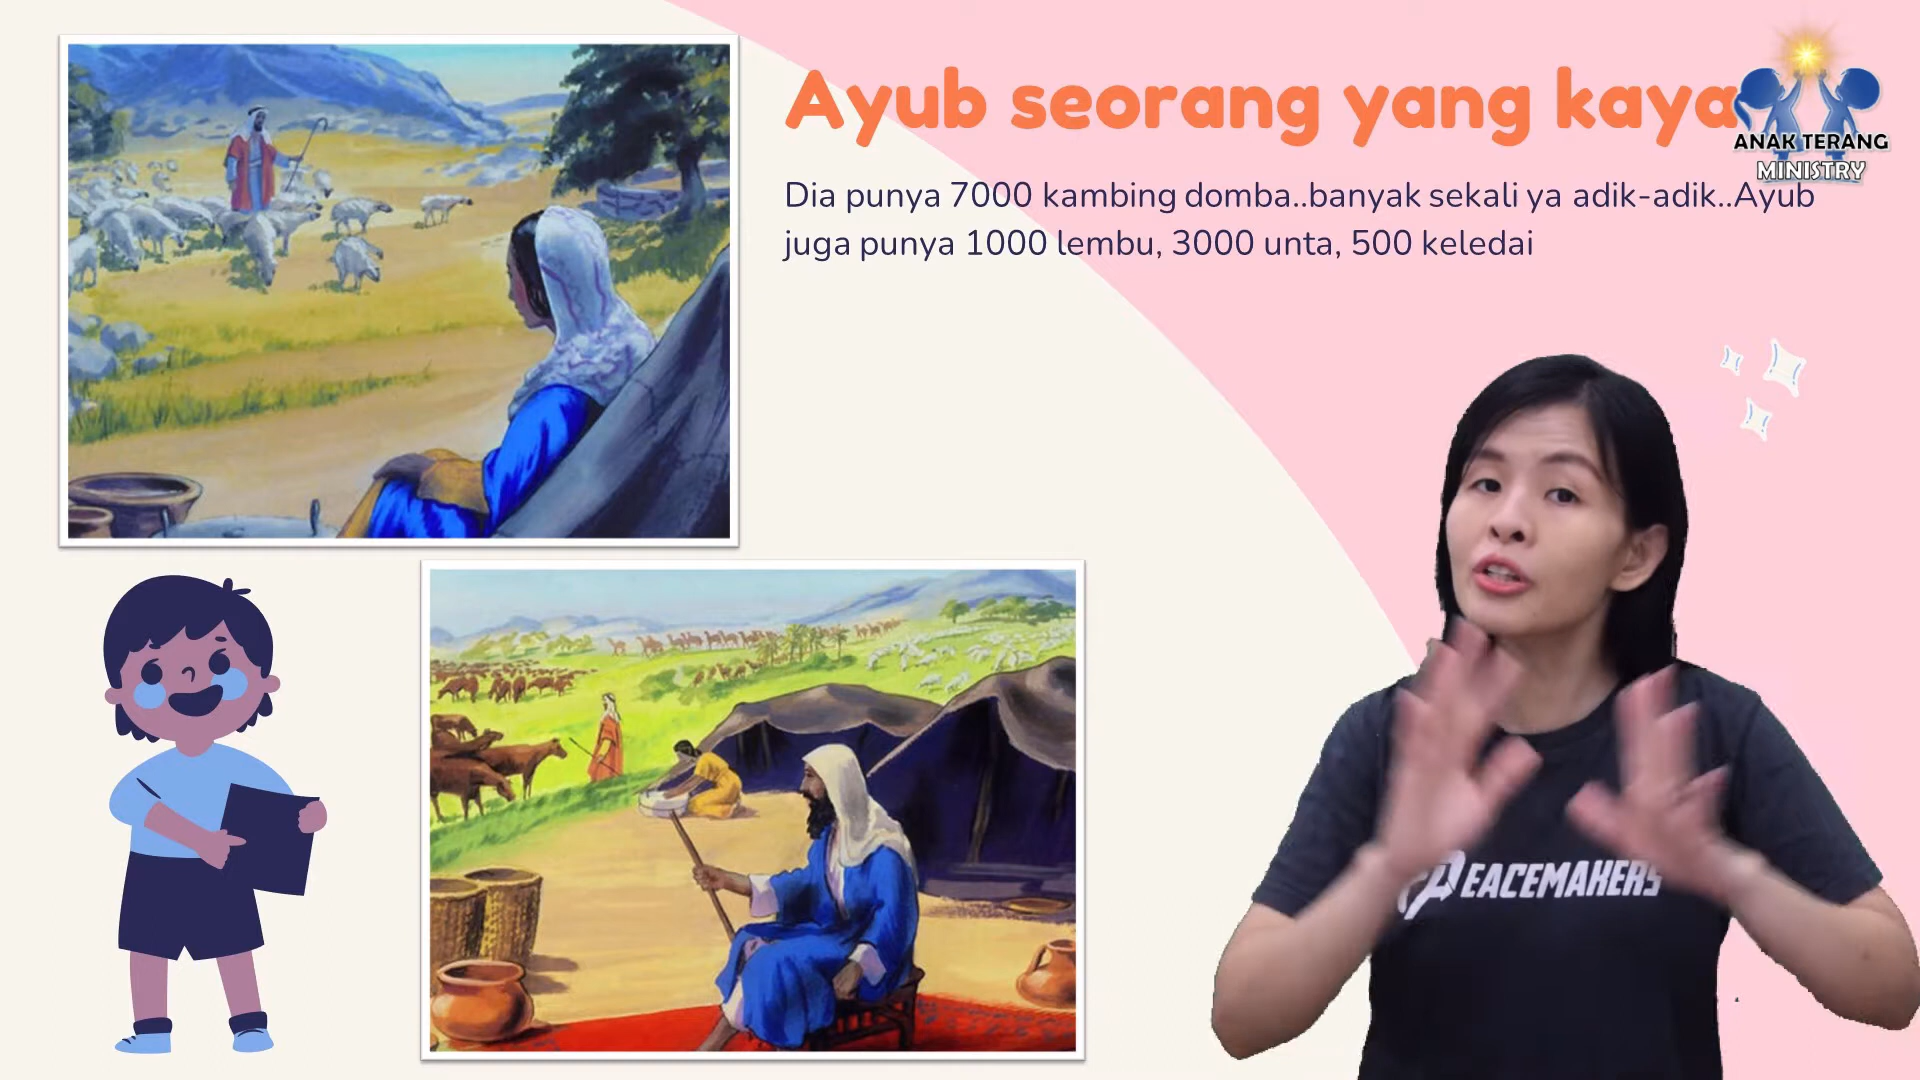 Ayub seorang yang kaya
ANAK TERANG
MINISTRY
Dia punya 7000 kambing domba..banyak sekali ya adik-adik..Ayub
juga punya 1000 lembu, 3000 unta, 500 keledai
PEACEMAKERS